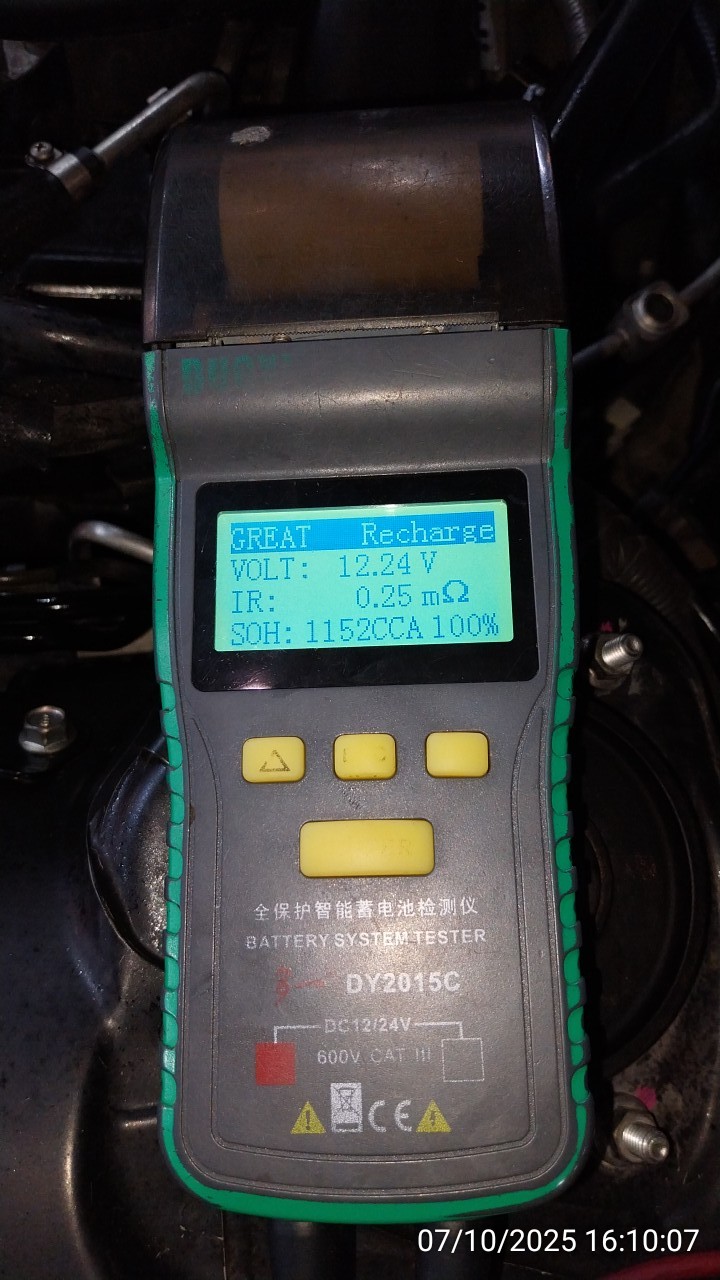 GREAT Recharge
VOLT: 12.24 V
IR: 0.25 mΩ
SOH: 1152CCA 100%
全保护智能蓄电池检测仪
BATTERY SYSTEM TESTER
DY2015C
DC12/24V
600V CAT III
CE
07/10/2025 16:10:07